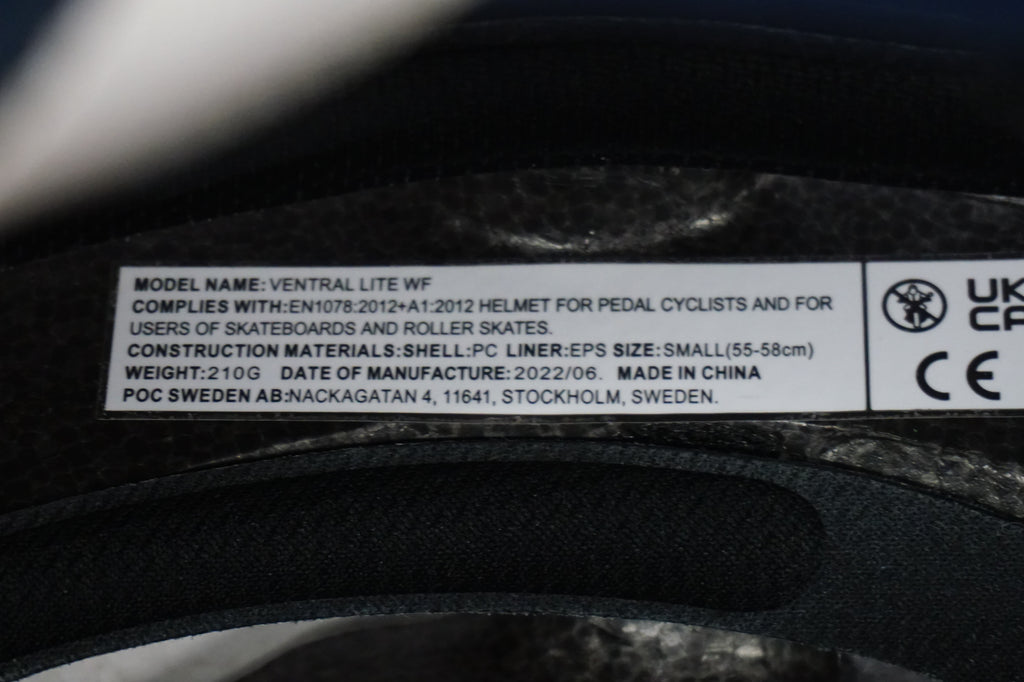 MODEL NAME: VENTRAL LITE WF
COMPLIES WITH:EN1078:2012+A1:2012 HELMET FOR PEDAL CYCLISTS AND FOR
USERS OF SKATEBOARDS AND ROLLER SKATES.
CONSTRUCTION MATERIALS:SHELL:PC LINER:EPS SIZE:SMALL(55-58cm)
WEIGHT:210G DATE OF MANUFACTURE:2022/06. MADE IN CHINA
POC SWEDEN AB:NACKAGATAN 4, 11641, STOCKHOLM, SWEDEN.
UK
CA
CE